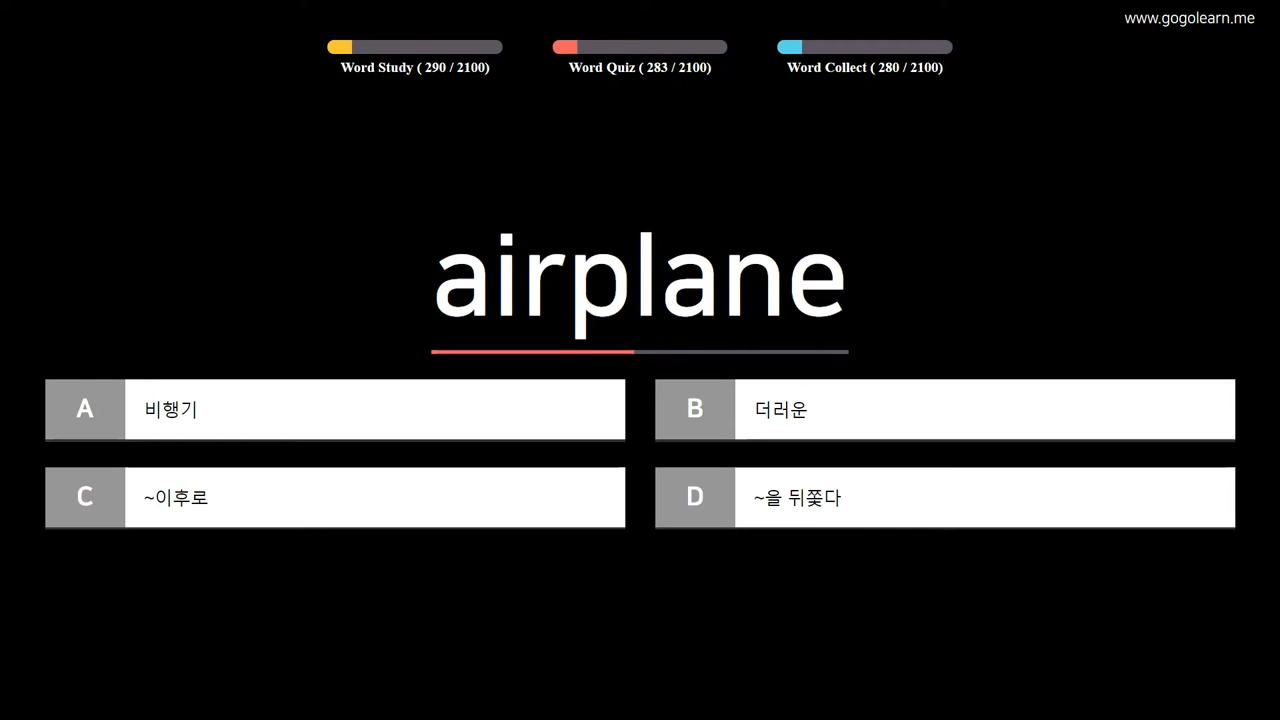 www.gogolearn.me
Word Study ( 290 / 2100)
Word Quiz ( 283 / 2100)
Word Collect ( 280 / 2100)
airplane
A 비행기
B 더러운
C ~이후로
D ~을 뒤쫓다